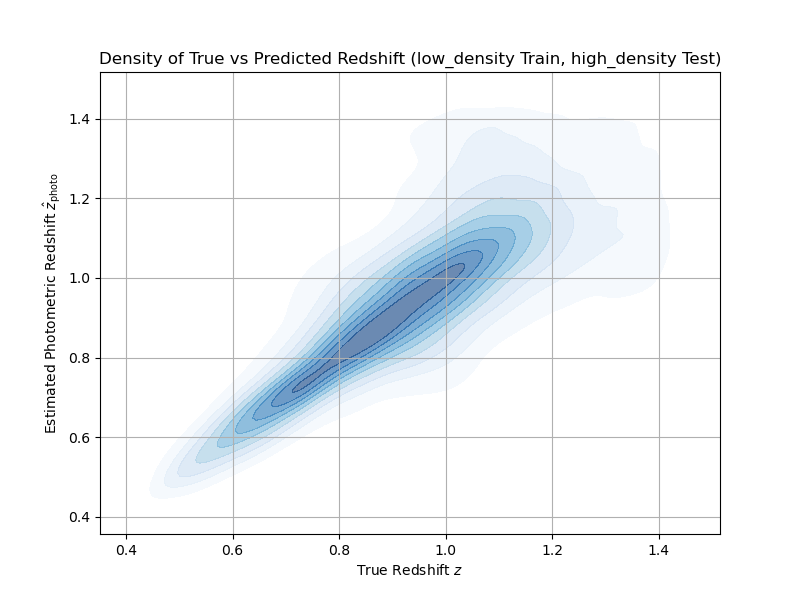 Density of True vs Predicted Redshift (low_density Train, high_density Test)
1.4
1.2
1.0
0.8
0.6
0.4
Estimated Photometric Redshift ẑphoto
0.4 0.6 0.8 1.0 1.2 1.4
True Redshift z